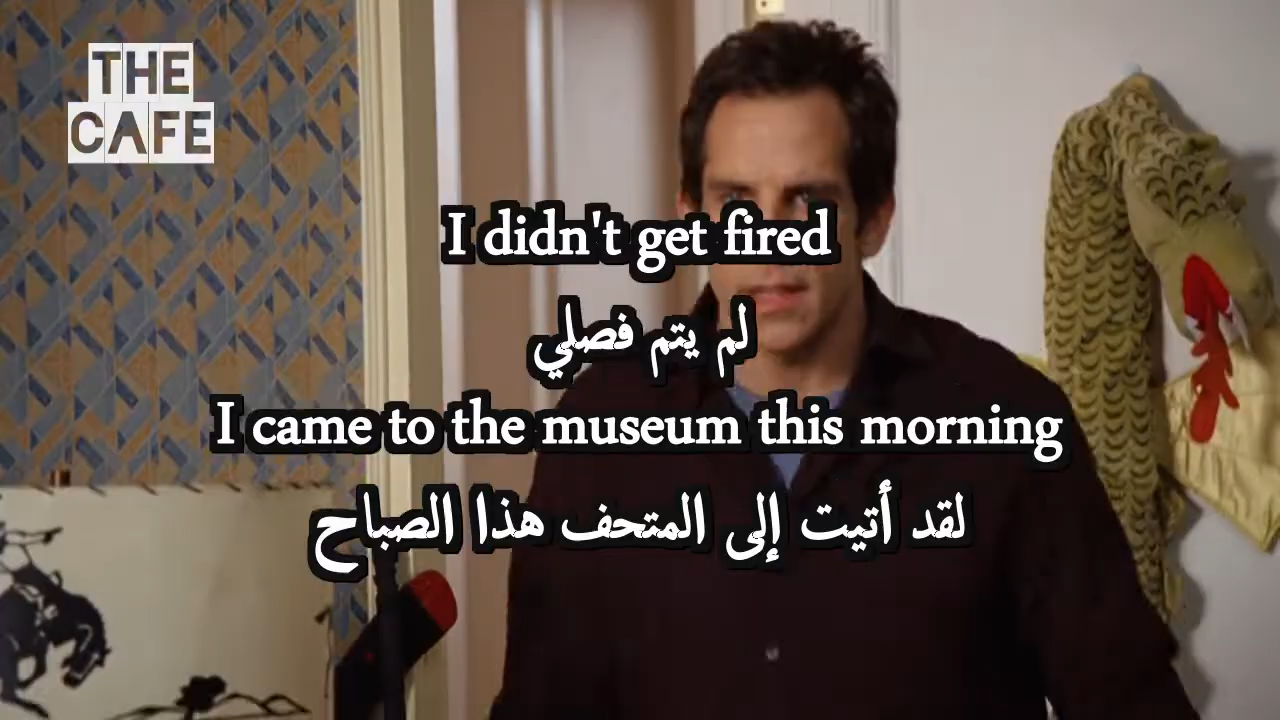 THE
CAFE
I didn't get fired
لم يتم فصلي
I came to the museum this morning
لقد أتيت إلى المتحف هذا الصباح